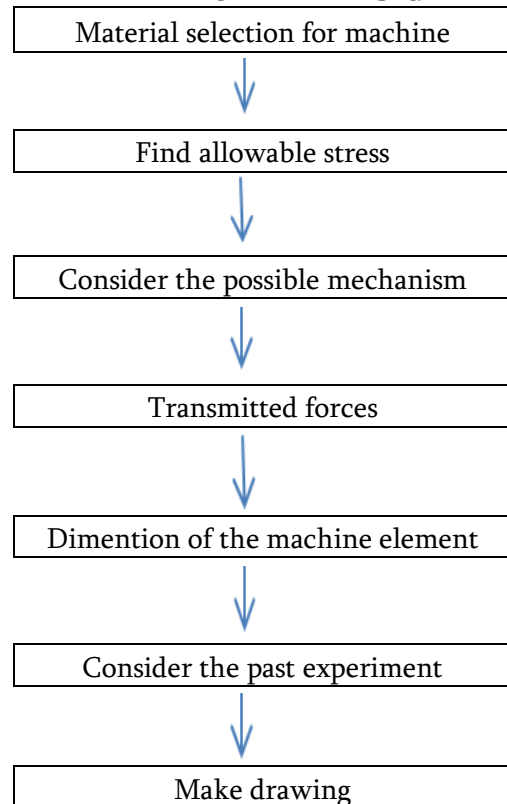 Material selection for machine
Find allowable stress
Consider the possible mechanism
Transmitted forces
Dimention of the machine element
Consider the past experiment
Make drawing